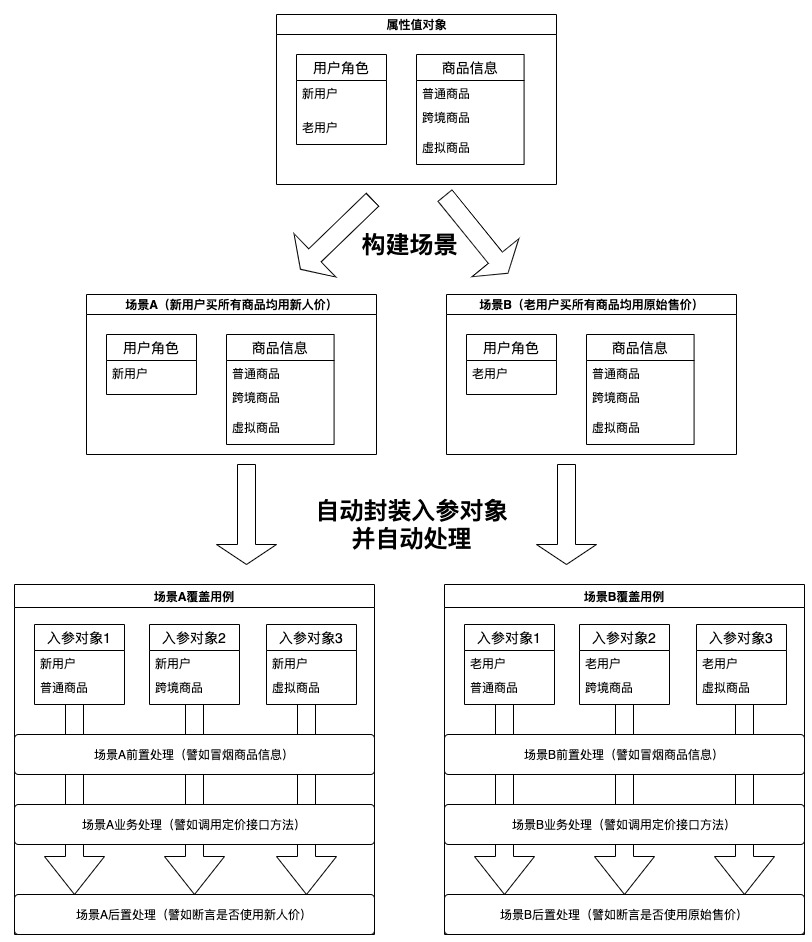 属性值对象
用户角色
新用户
老用户
商品信息
普通商品
跨境商品
虚拟商品
构建场景
场景A（新用户买所有商品均用新人价）
用户角色
新用户
商品信息
普通商品
跨境商品
虚拟商品
场景B（老用户买所有商品均用原始售价）
用户角色
老用户
商品信息
普通商品
跨境商品
虚拟商品
自动封装入参对象
并自动处理
场景A覆盖用例
入参对象1
新用户
普通商品
入参对象2
新用户
跨境商品
入参对象3
新用户
虚拟商品
场景A前置处理（譬如冒烟商品信息）
场景A业务处理（譬如调用定价接口方法）
场景A后置处理（譬如断言是否使用新人价）
场景B覆盖用例
入参对象1
老用户
普通商品
入参对象2
老用户
跨境商品
入参对象3
老用户
虚拟商品
场景B前置处理（譬如冒烟商品信息）
场景B业务处理（譬如调用定价接口方法）
场景B后置处理（譬如断言是否使用原始售价）